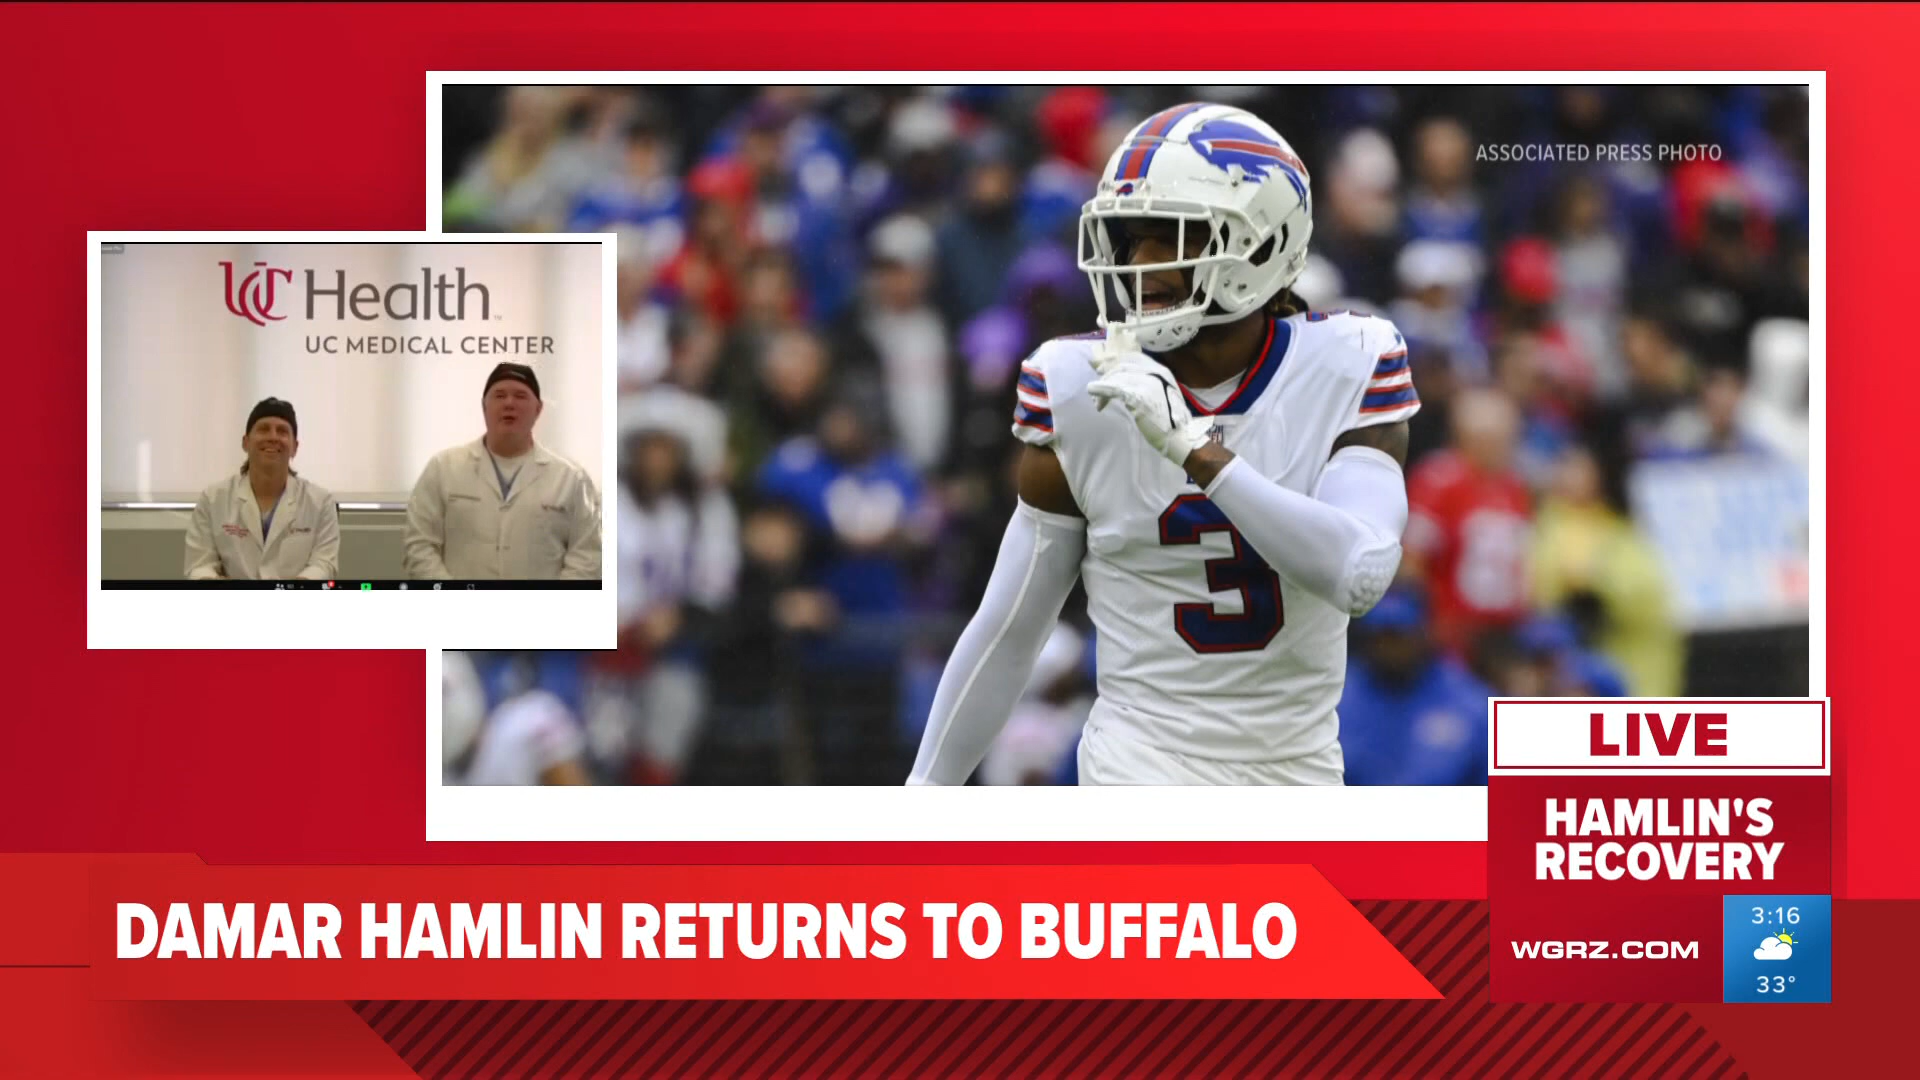 ASSOCIATED PRESS PHOTO
UC Health
UC MEDICAL CENTER
3
LIVE
HAMLIN'S
RECOVERY
DAMAR HAMLIN RETURNS TO BUFFALO
WGRZ.COM
3:16
33°